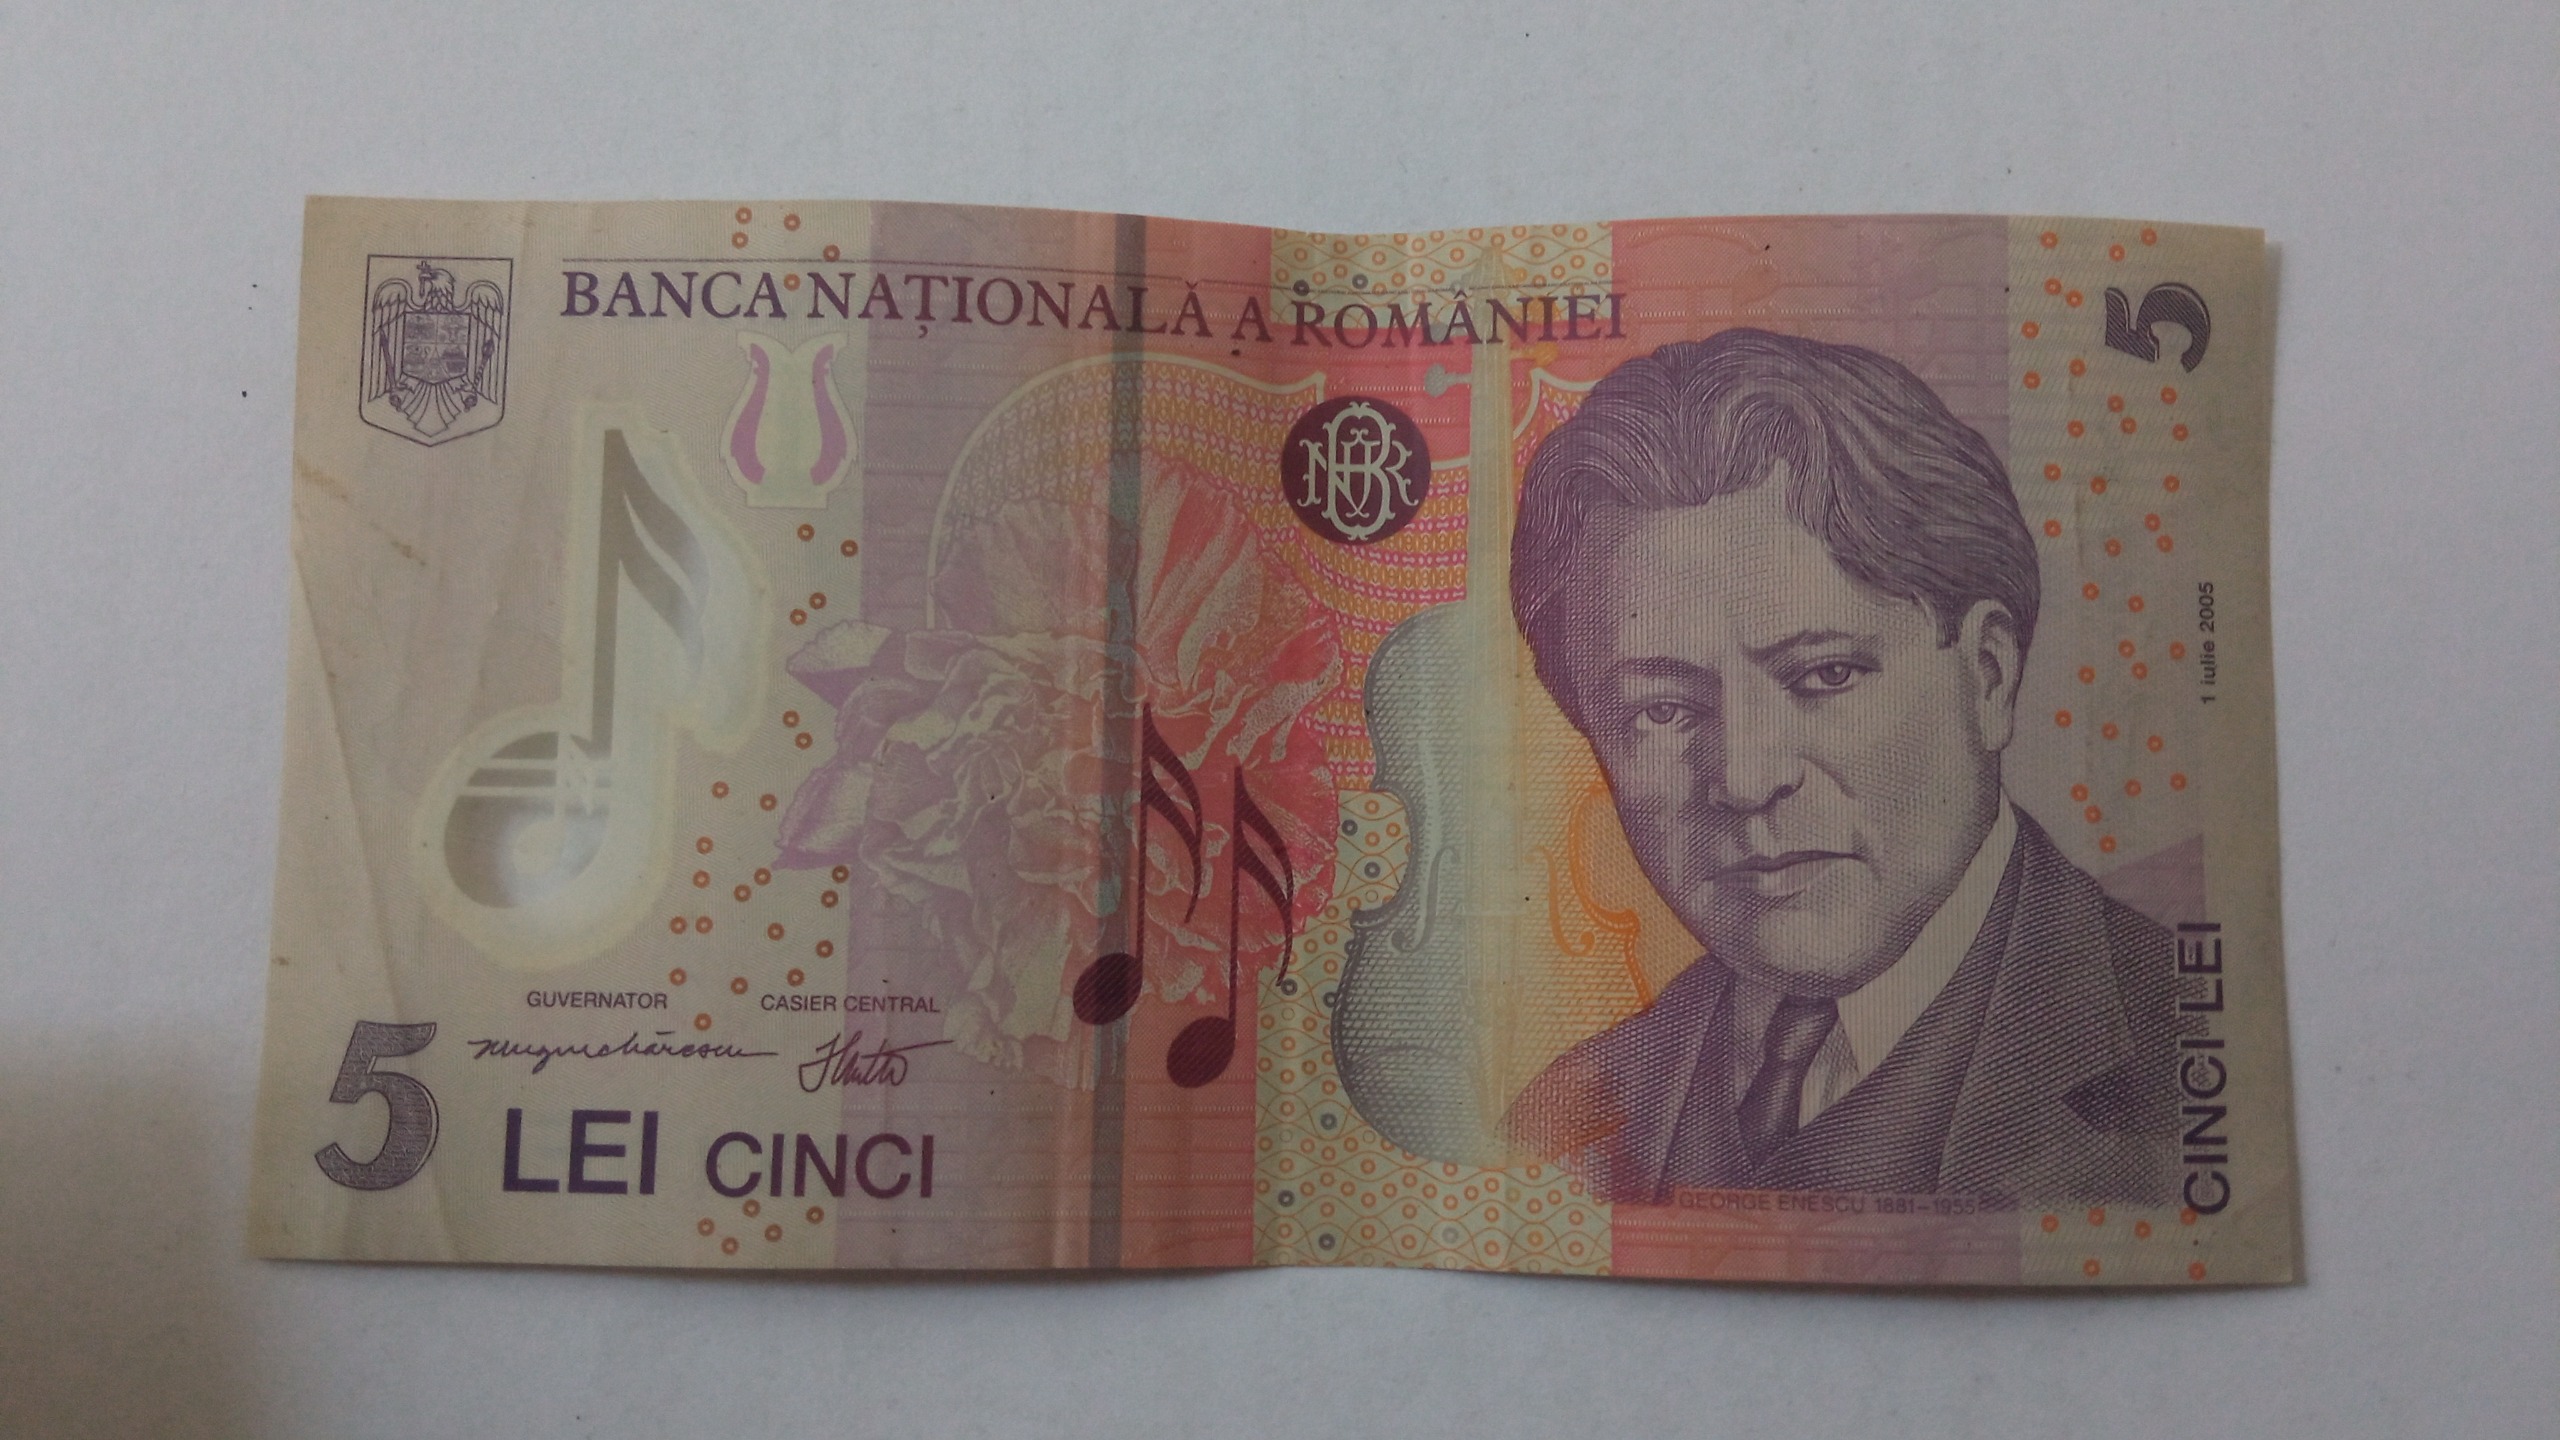 BANCA NAȚIONALĂ A ROMÂNIEI
5
1 iulie 2005
GUVERNATOR CASIER CENTRAL
5
LEI CINCI
GEORGE ENESCU 1881-1955
CINCI LEI